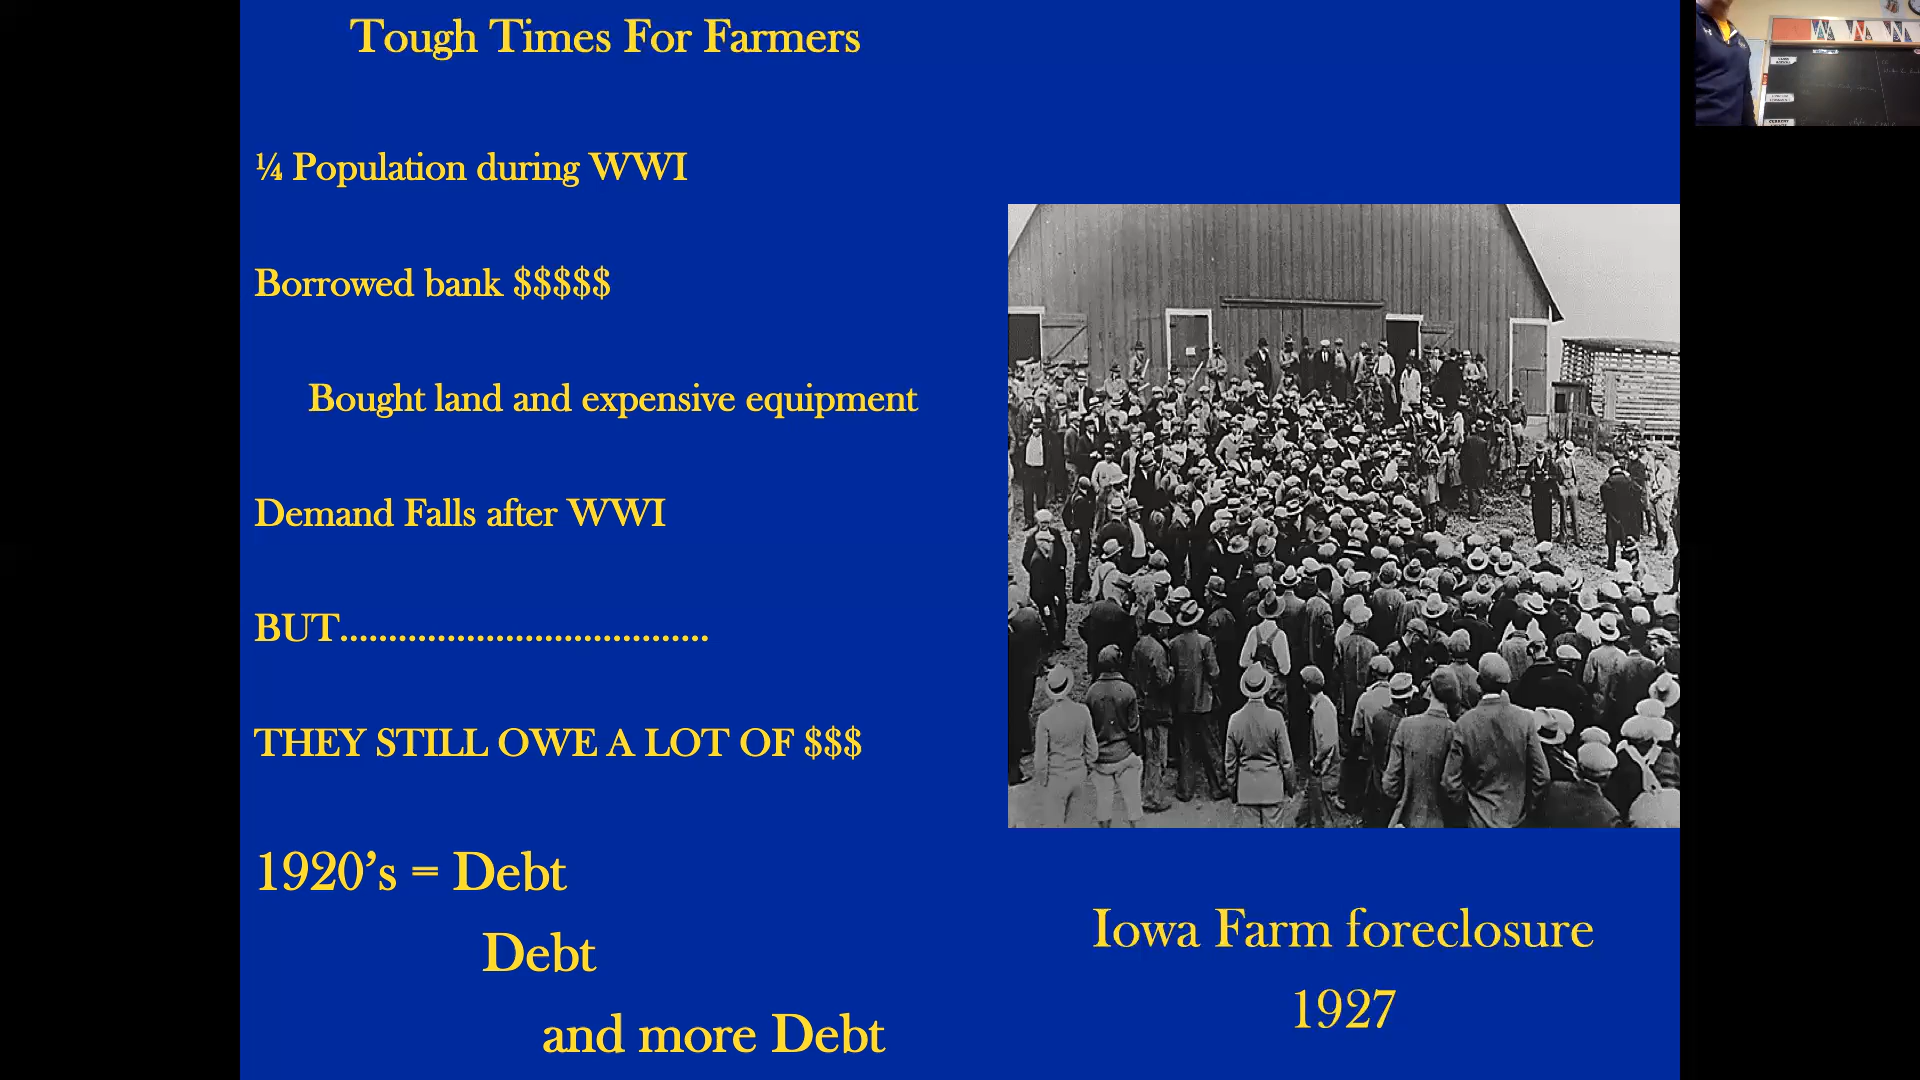 Tough Times For Farmers
¼ Population during WWI
Borrowed bank $$$$$
Bought land and expensive equipment
Demand Falls after WWI
BUT......................................
THEY STILL OWE A LOT OF $$$
1920’s = Debt
Debt
and more Debt
Iowa Farm foreclosure
1927